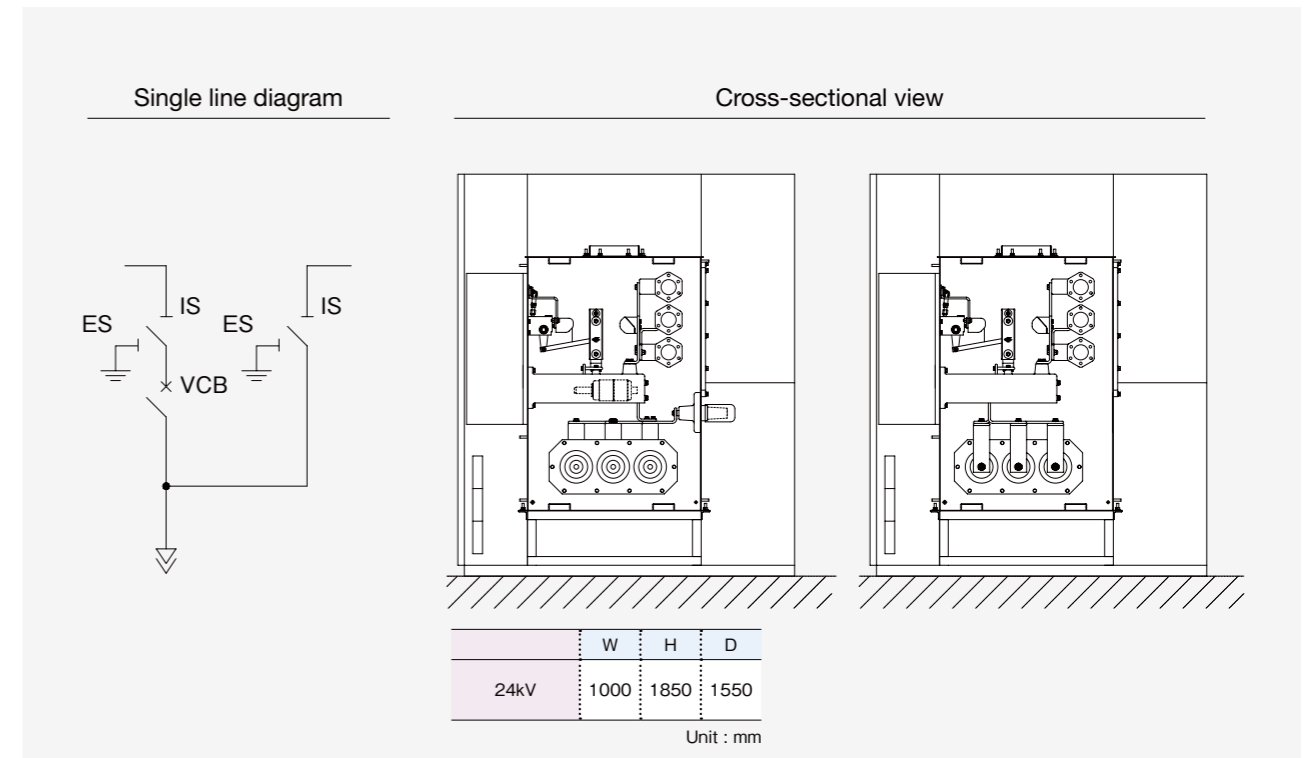 Single line diagram
Cross-sectional view
IS
IS
ES
ES
VCB
W H D
24kV 1000 1850 1550
Unit : mm